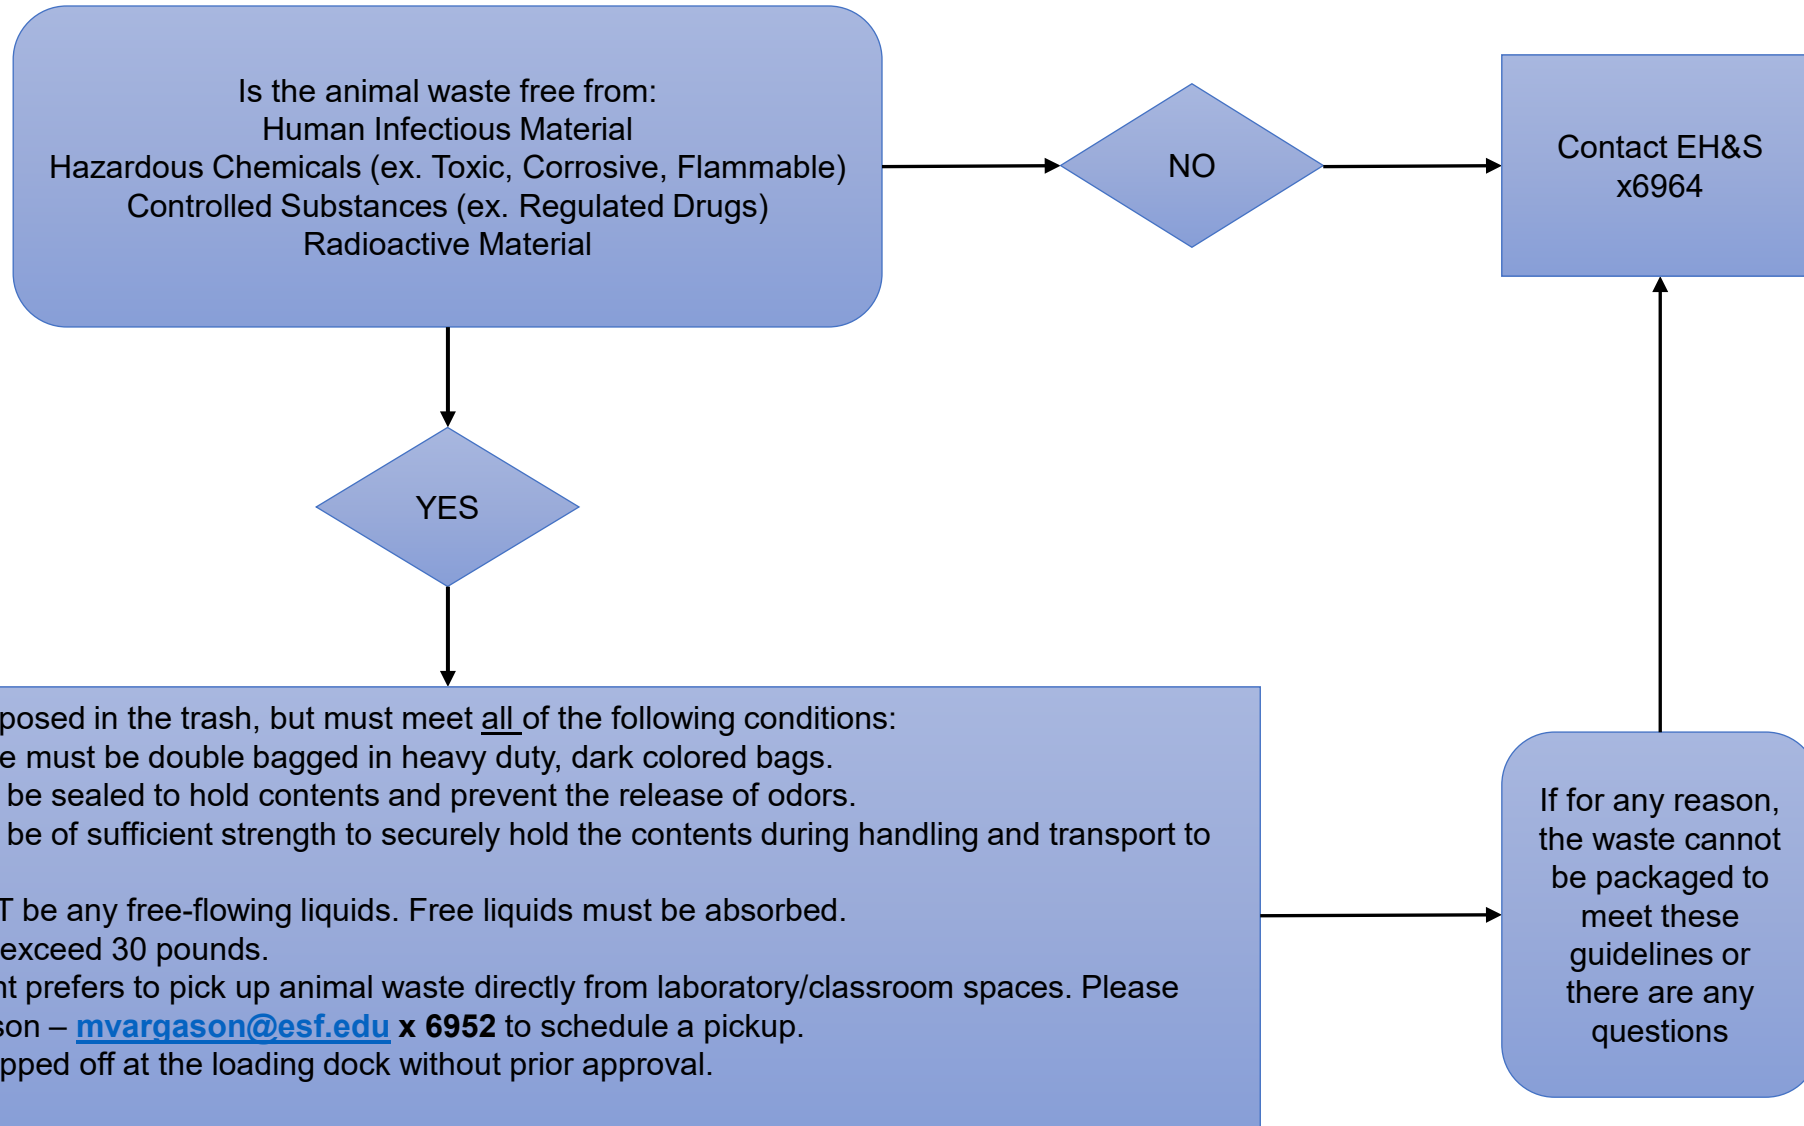 Is the animal waste free from:
Human Infectious Material
Hazardous Chemicals (ex. Toxic, Corrosive, Flammable)
Controlled Substances (ex. Regulated Drugs)
Radioactive Material
NO
Contact EH&S
x6964
YES
posed in the trash, but must meet all of the following conditions:
e must be double bagged in heavy duty, dark colored bags.
be sealed to hold contents and prevent the release of odors.
be of sufficient strength to securely hold the contents during handling and transport to
T be any free-flowing liquids. Free liquids must be absorbed.
exceed 30 pounds.
nt prefers to pick up animal waste directly from laboratory/classroom spaces. Please
son – mvargason@esf.edu x 6952 to schedule a pickup.
pped off at the loading dock without prior approval.
If for any reason,
the waste cannot
be packaged to
meet these
guidelines or
there are any
questions